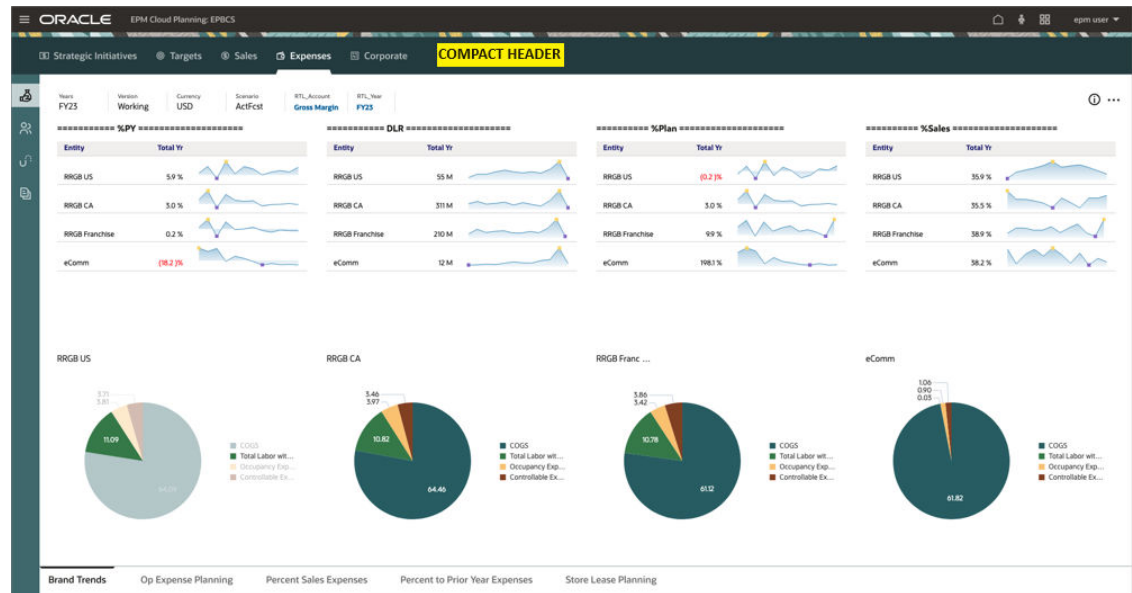 ORACLE EPM Cloud Planning: EPBCS epm user
Strategic Initiatives Targets Sales Expenses Corporate COMPACT HEADER
Years Version Currency Scenario RTL_Account RTL_Year
FY23 Working USD ActFcst Gross Margin FY23
=========== %PY ===================== =========== DLR ===================== ========== %Plan ===================== ========== %Sales =====================
Entity Total Yr Entity Total Yr Entity Total Yr Entity Total Yr
RRGB US 5.9 % RRGB US 55 M RRGB US (0.2 )% RRGB US 35.9 %
RRGB CA 3.0 % RRGB CA 311 M RRGB CA 3.0 % RRGB CA 35.5 %
RRGB Franchise 0.2 % RRGB Franchise 210 M RRGB Franchise 9.9 % RRGB Franchise 38.9 %
eComm (18.2 )% eComm 12 M eComm 198.1 % eComm 38.2 %
RRGB US RRGB CA RRGB Franc ... eComm
3.71
3.81
11.09
COGS
Total Labor wit...
Occupancy Exp...
Controllable Ex...
3.46
3.97
10.82
64.46
COGS
Total Labor wit...
Occupancy Exp...
Controllable Ex...
3.86
3.42
10.78
61.12
COGS
Total Labor wit...
Occupancy Exp...
Controllable Ex...
1.06
0.90
0.03
61.82
COGS
Total Labor wit...
Occupancy Exp...
Controllable Ex...
Brand Trends Op Expense Planning Percent Sales Expenses Percent to Prior Year Expenses Store Lease Planning